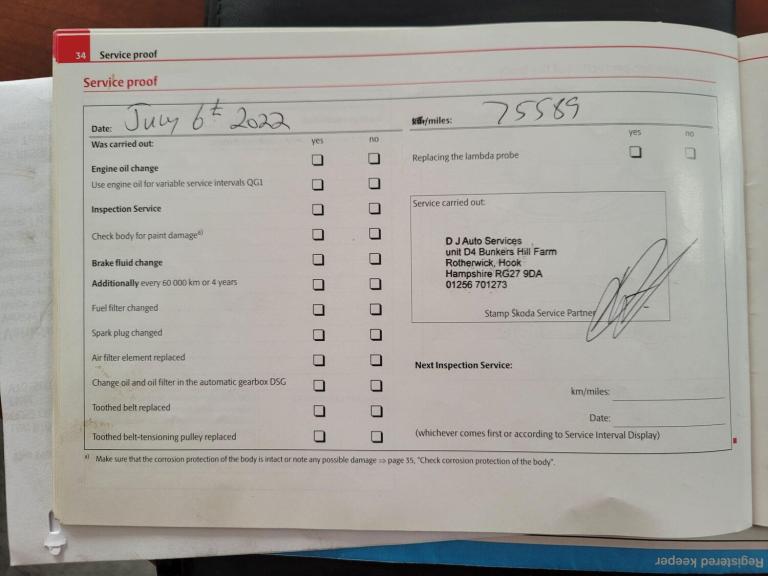 34 Service proof
Service proof
Date: July 6th 2022
km/miles: 75589
Was carried out:
yes no
yes no
Engine oil change
Replacing the lambda probe
Use engine oil for variable service intervals QG1
Inspection Service
Check body for paint damage a)
Brake fluid change
Additionally every 60 000 km or 4 years
Fuel filter changed
Spark plug changed
Air filter element replaced
Change oil and oil filter in the automatic gearbox DSG
Toothed belt replaced
Toothed belt-tensioning pulley replaced
Service carried out:
D J Auto Services
unit D4 Bunkers Hill Farm
Rotherwick, Hook
Hampshire RG27 9DA
01256 701273
Stamp Škoda Service Partner
Next Inspection Service:
km/miles:
Date:
(whichever comes first or according to Service Interval Display)
a) Make sure that the corrosion protection of the body is intact or note any possible damage ⇒ page 35, "Check corrosion protection of the body".
Registered keeper